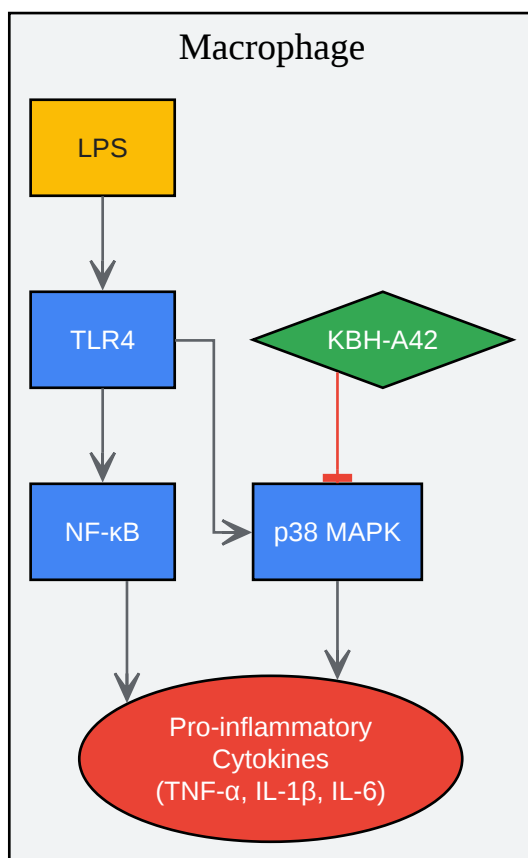 Macrophage
LPS
TLR4
KBH-A42
NF-κB
p38 MAPK
Pro-inflammatory
Cytokines
(TNF-α, IL-1β, IL-6)